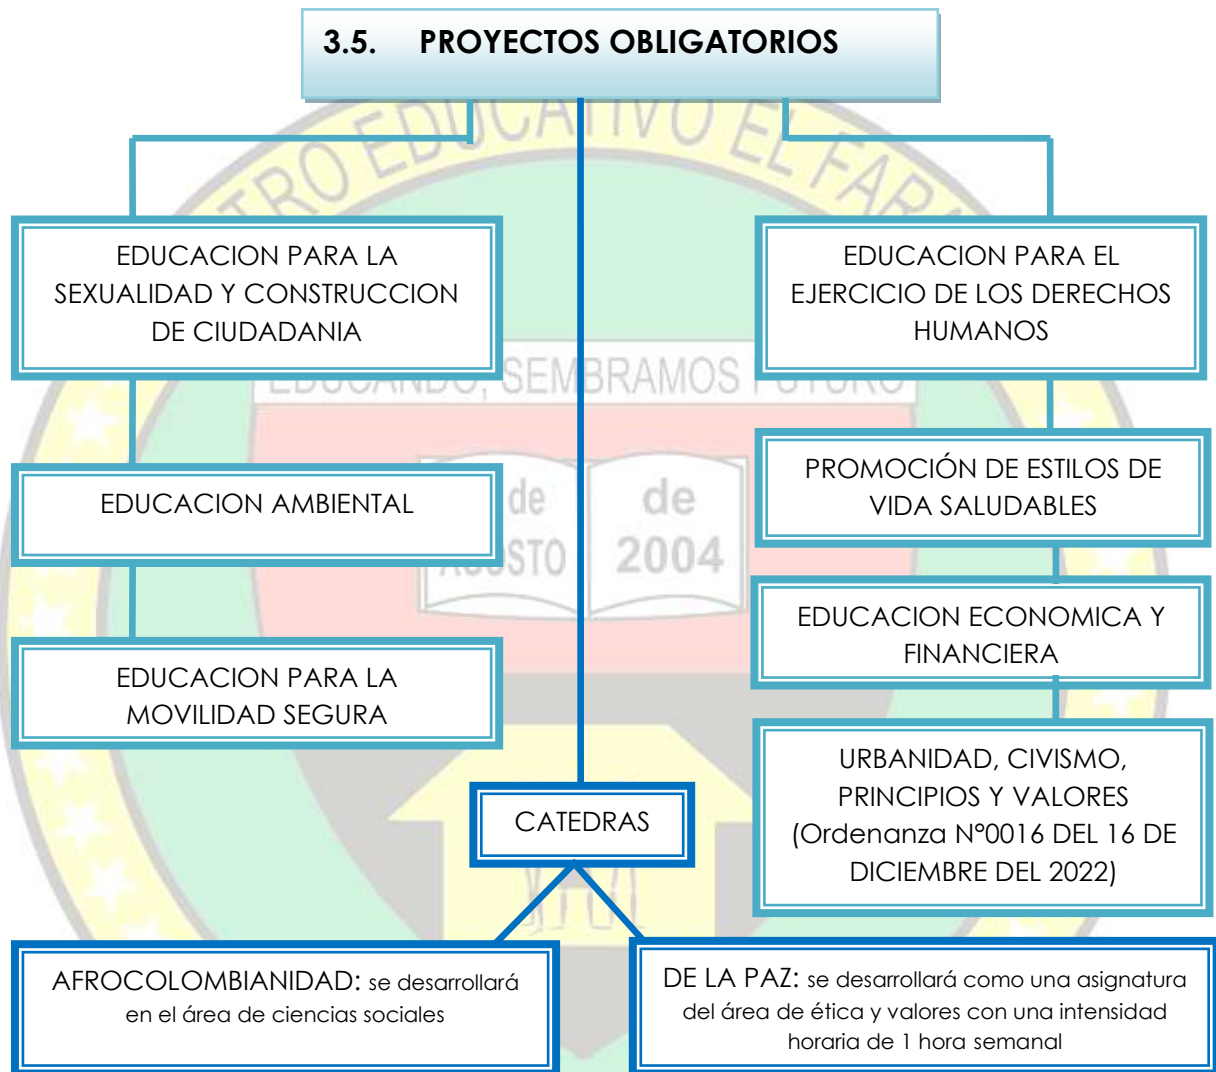 3.5. PROYECTOS OBLIGATORIOS
EDUCACION PARA LA
SEXUALIDAD Y CONSTRUCCION
DE CIUDADANIA
EDUCACION AMBIENTAL
EDUCACION PARA LA
MOVILIDAD SEGURA
EDUCACION PARA EL
EJERCICIO DE LOS DERECHOS
HUMANOS
PROMOCIÓN DE ESTILOS DE
VIDA SALUDABLES
EDUCACION ECONOMICA Y
FINANCIERA
URBANIDAD, CIVISMO,
PRINCIPIOS Y VALORES
(Ordenanza N°0016 DEL 16 DE
DICIEMBRE DEL 2022)
CATEDRAS
AFROCOLOMBIANIDAD: se desarrollará
en el área de ciencias sociales
DE LA PAZ: se desarrollará como una asignatura
del área de ética y valores con una intensidad
horaria de 1 hora semanal
EDUCATIVO EL
EDUCANDO, SEMBRAMOS FUTURO
de de
2004